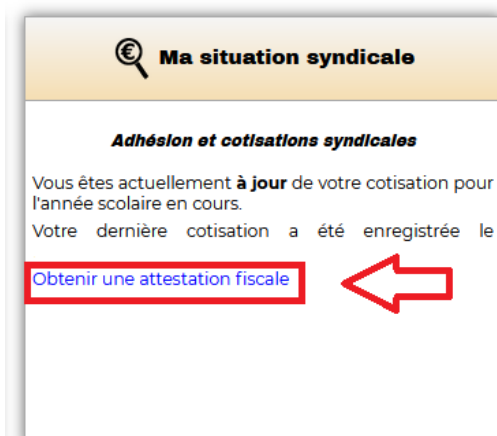 Ma situation syndicale
Adhésion et cotisations syndicales
Vous êtes actuellement à jour de votre cotisation pour
l'année scolaire en cours.
Votre dernière cotisation a été enregistrée le
Obtenir une attestation fiscale